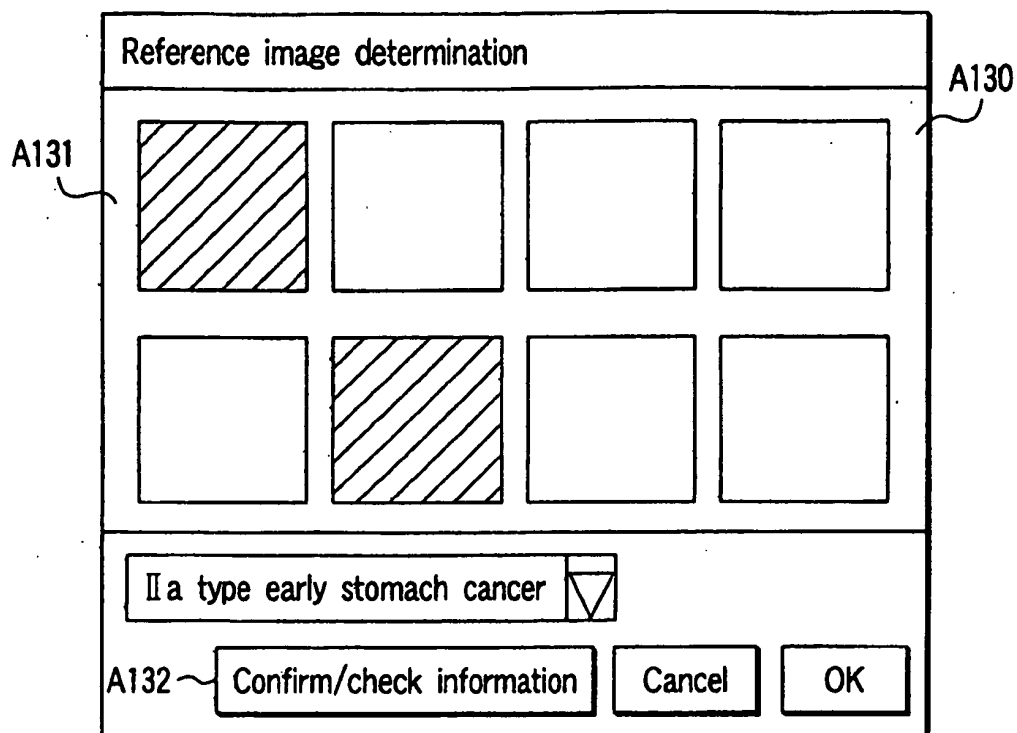 Reference image determination
A130
A131
Ⅱa type early stomach cancer
A132 Confirm/check information Cancel OK